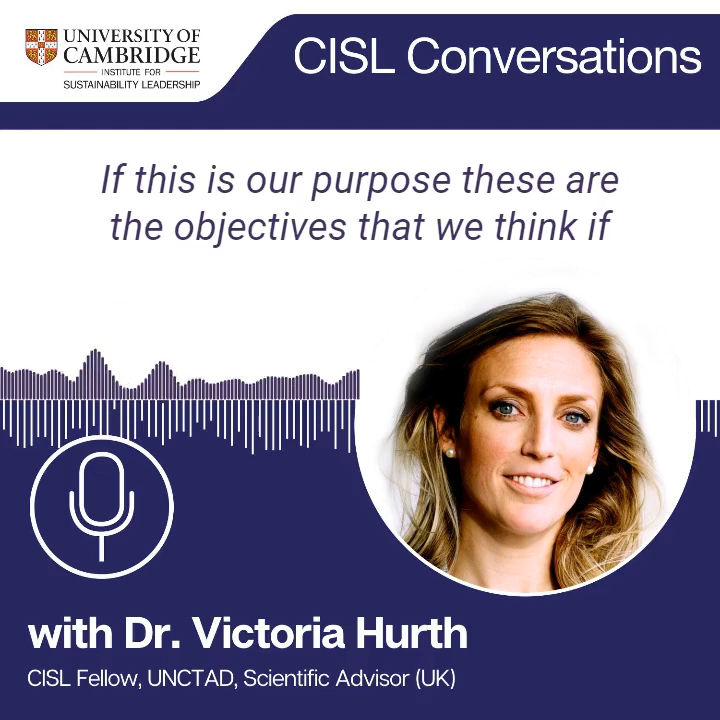 UNIVERSITY OF
CAMBRIDGE
INSTITUTE FOR
SUSTAINABILITY LEADERSHIP
CISL Conversations
If this is our purpose these are
the objectives that we think if
with Dr. Victoria Hurth
CISL Fellow, UNCTAD, Scientific Advisor (UK)